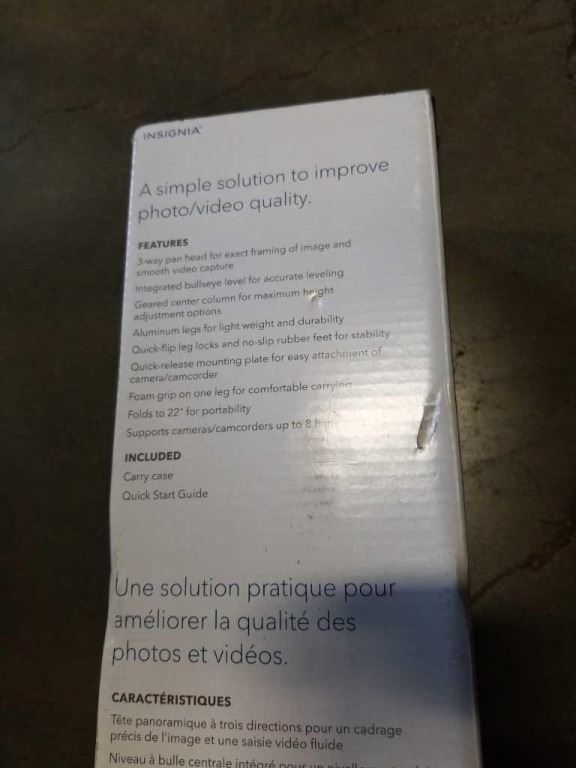 INSIGNIA
A simple solution to improve
photo/video quality.
FEATURES
3-way pan head for exact framing of image and
smooth video capture
Integrated bullseye level for accurate leveling
Geared center column for maximum height
adjustment options
Aluminum legs for light weight and durability
Quick-flip leg locks and no-slip rubber feet for stability
Quick-release mounting plate for easy attachment of
camera/camcorder
Foam grip on one leg for comfortable carrying
Folds to 22" for portability
Supports cameras/camcorders up to 8.8
INCLUDED
Carry case
Quick Start Guide
Une solution pratique pour
améliorer la qualité des
photos et vidéos.
CARACTÉRISTIQUES
Tête panoramique à trois directions pour un cadrage
précis de l'image et une saisie vidéo fluide
Niveau à bulle centrale intégré pour un